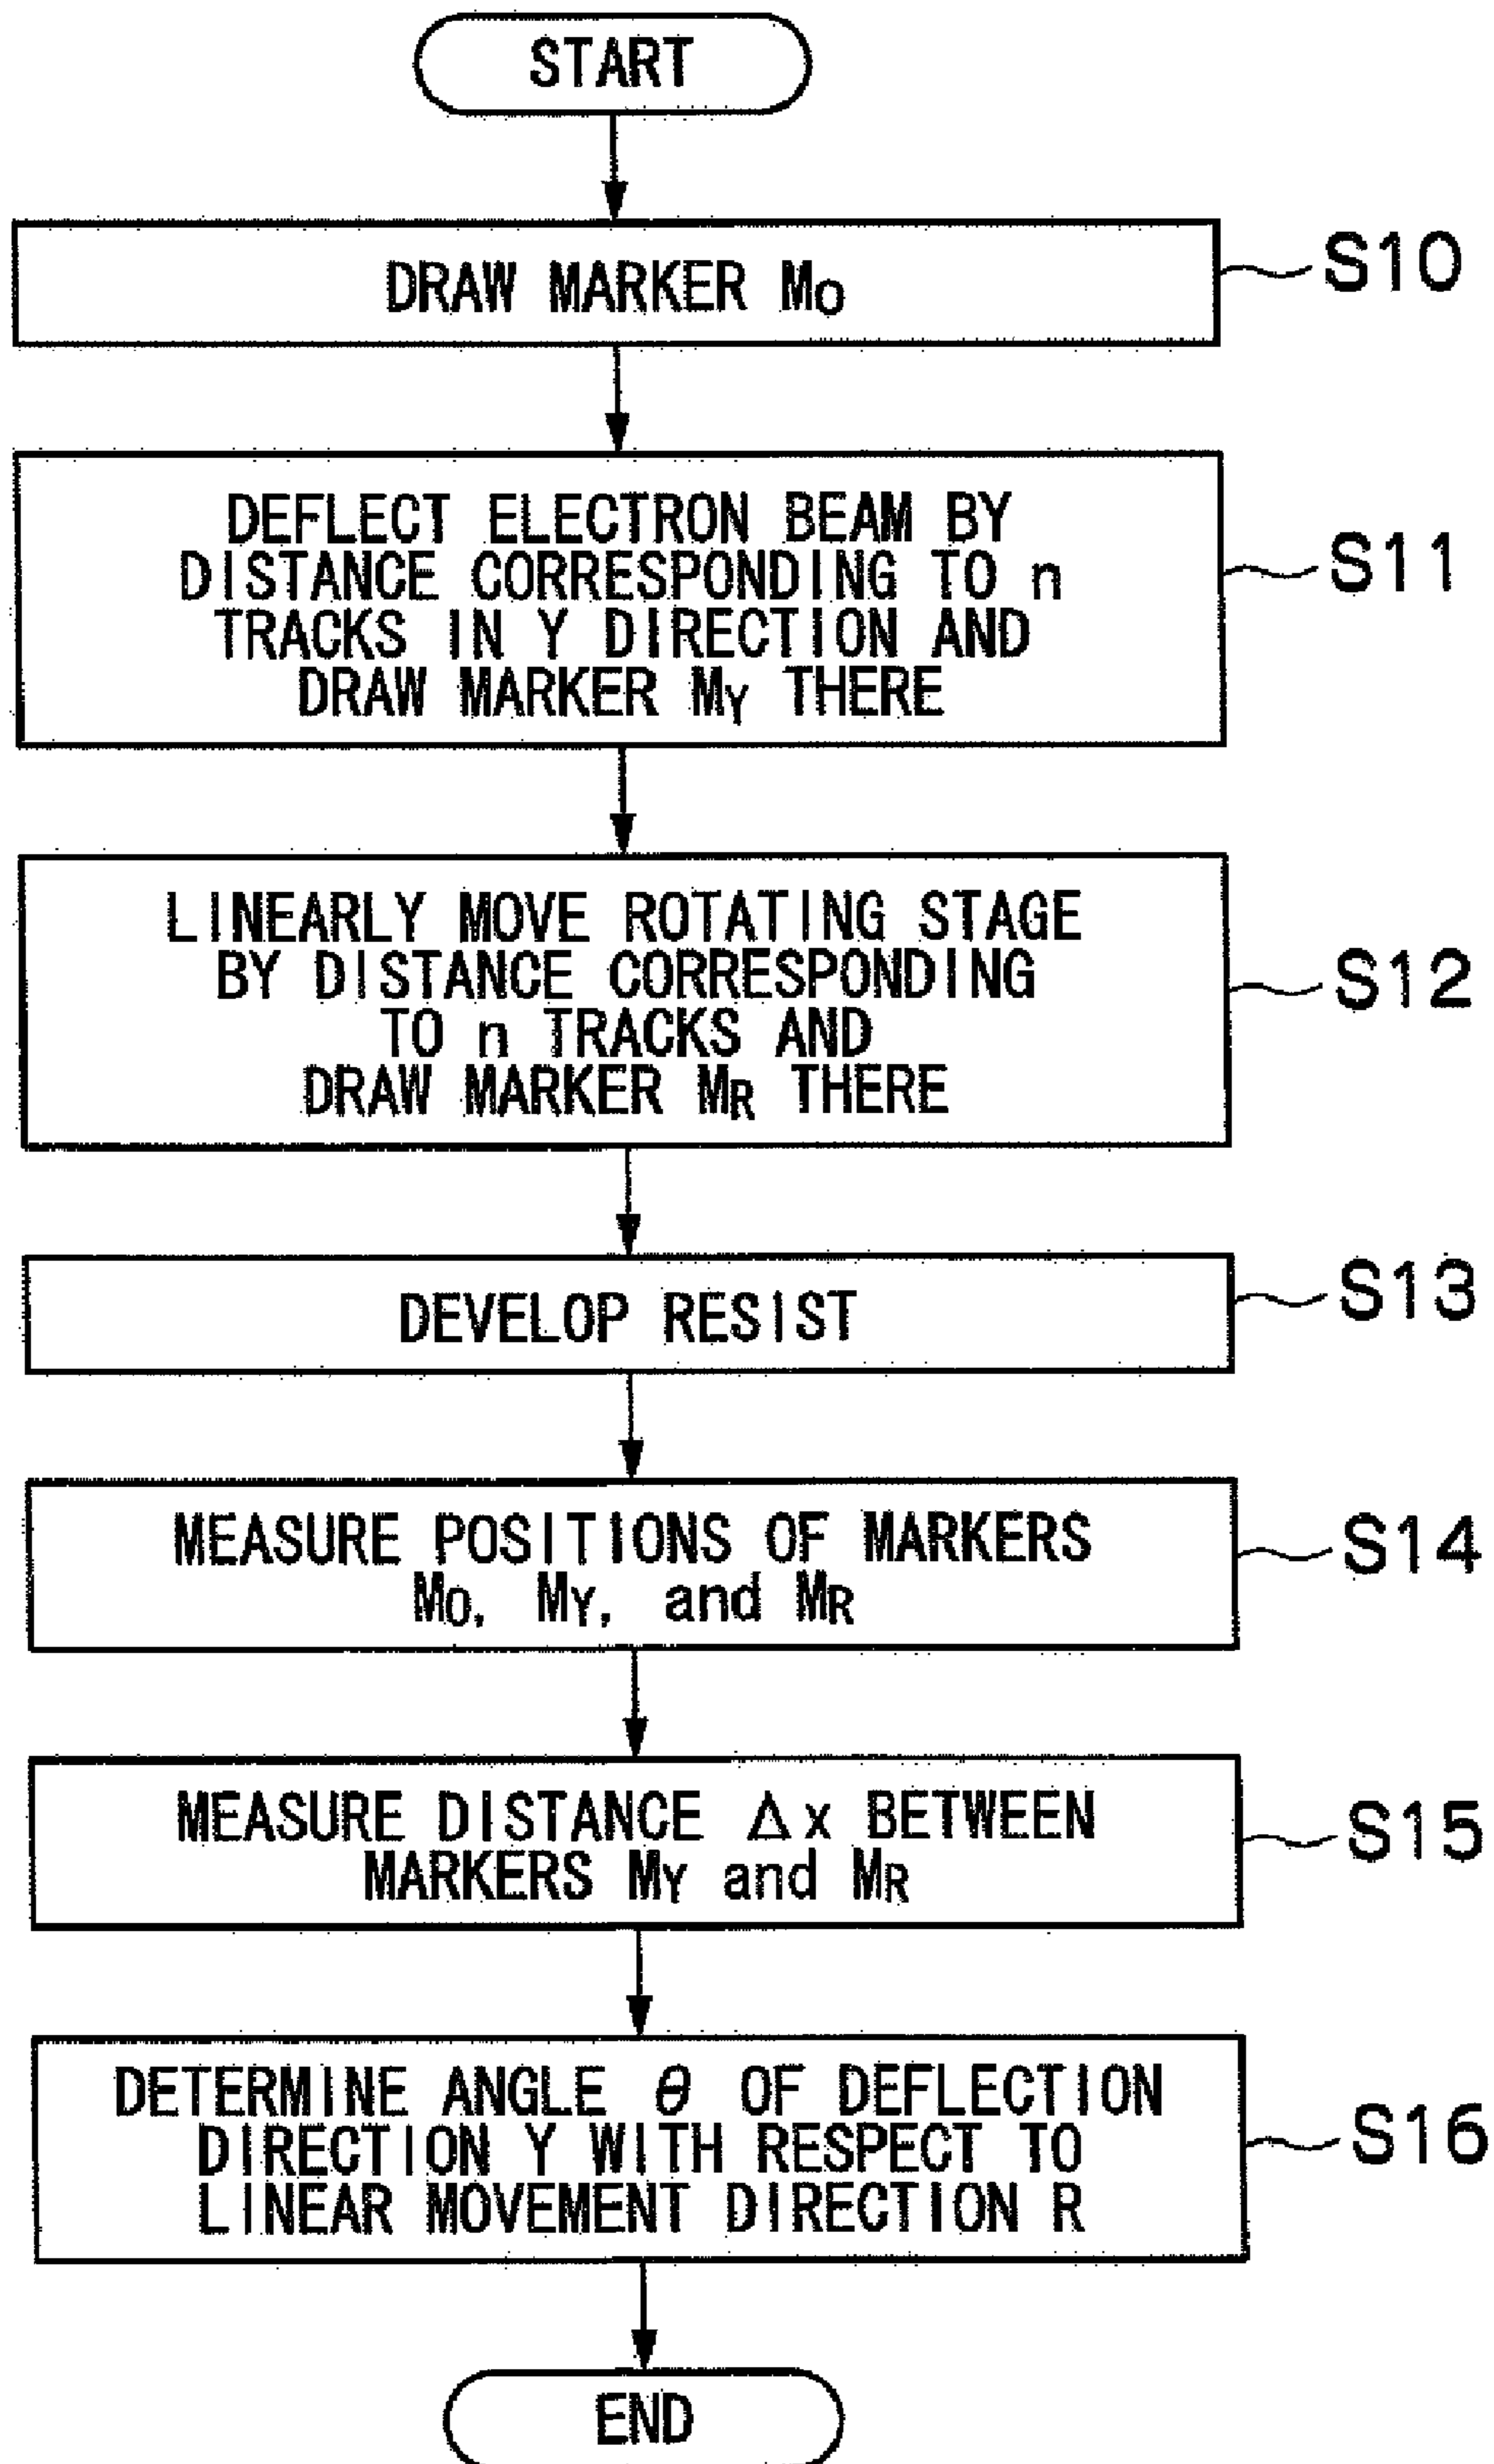 START
DRAW MARKER MO
S10
DEFLECT ELECTRON BEAM BY
DISTANCE CORRESPONDING TO n
TRACKS IN Y DIRECTION AND
DRAW MARKER MY THERE
S11
LINEARLY MOVE ROTATING STAGE
BY DISTANCE CORRESPONDING
TO n TRACKS AND
DRAW MARKER MR THERE
S12
DEVELOP RESIST
S13
MEASURE POSITIONS OF MARKERS
MO, MY, and MR
S14
MEASURE DISTANCE Δx BETWEEN
MARKERS MY and MR
S15
DETERMINE ANGLE θ OF DEFLECTION
DIRECTION Y WITH RESPECT TO
LINEAR MOVEMENT DIRECTION R
S16
END